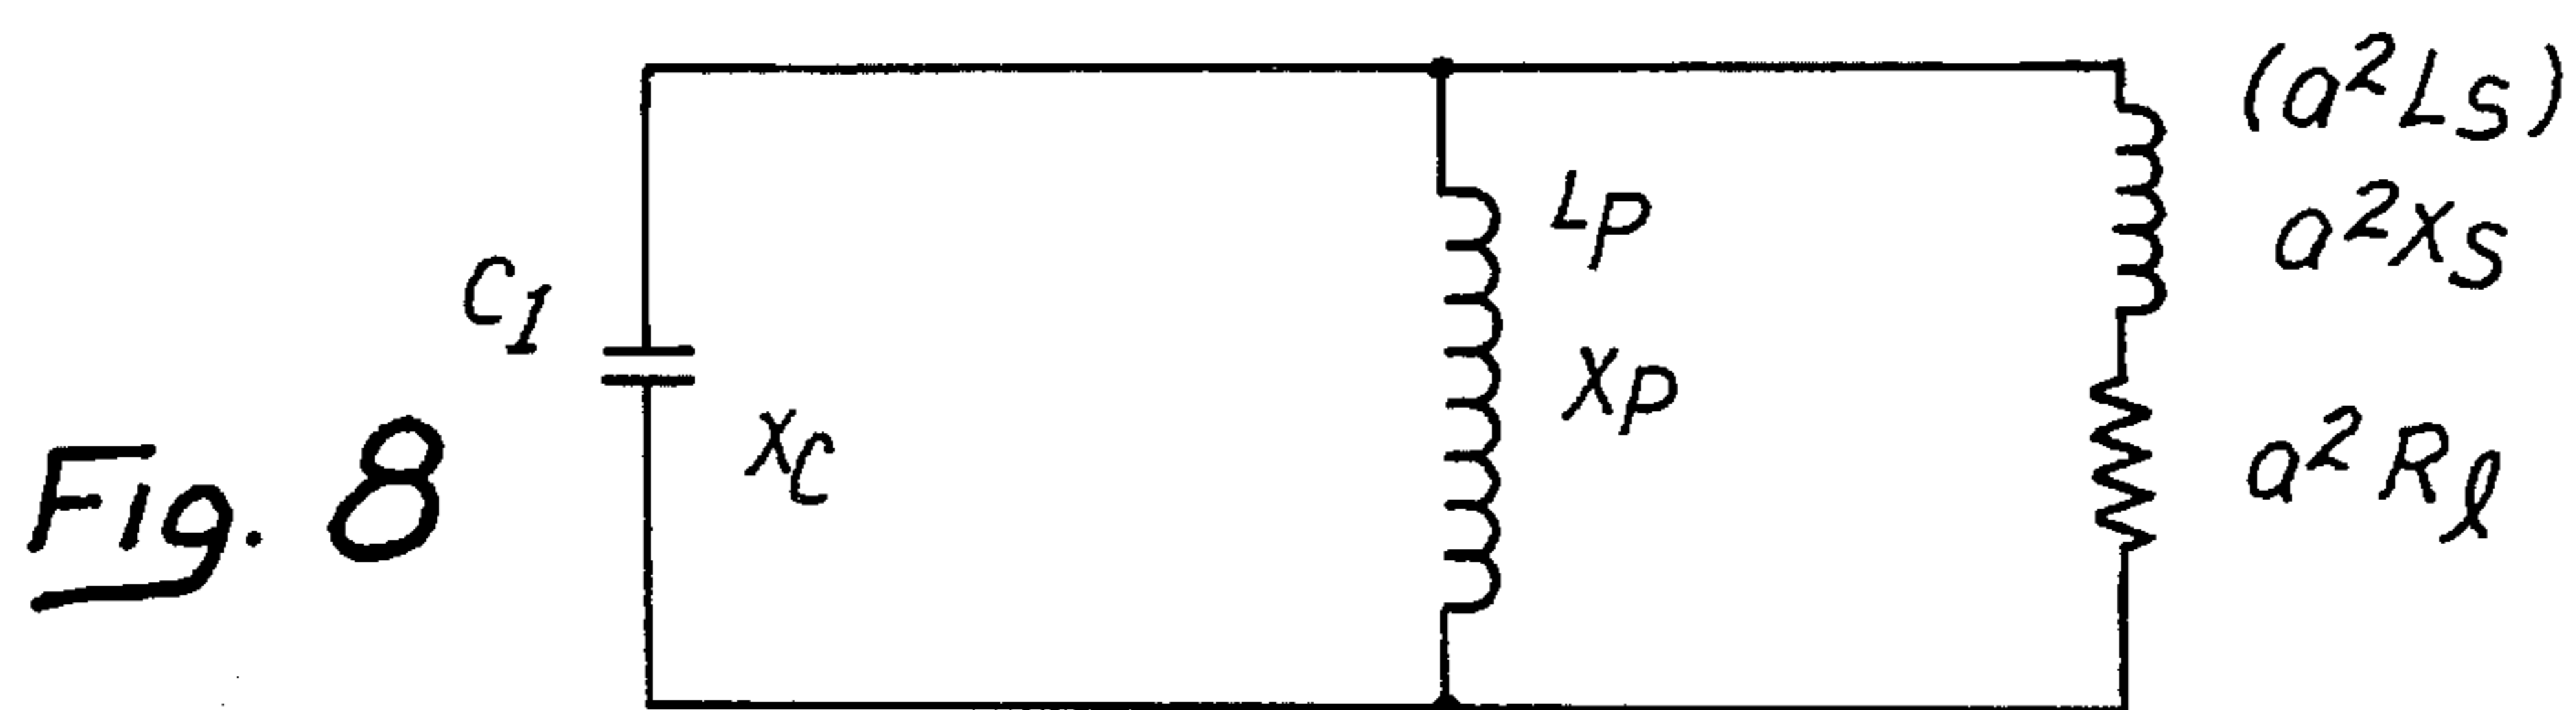 Fig. 8
C1
XC
LP
XP
(a²LS)
a²XS
a²Rl